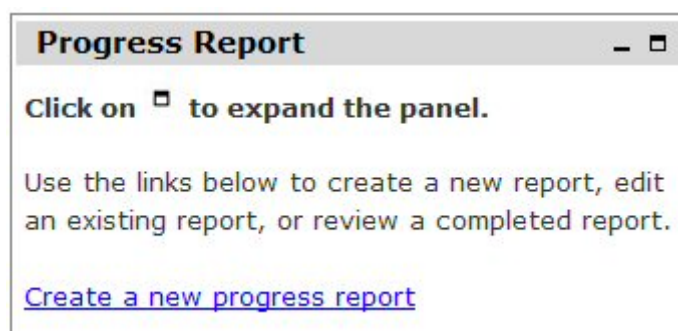 Progress Report
Click on to expand the panel.
Use the links below to create a new report, edit
an existing report, or review a completed report.
Create a new progress report